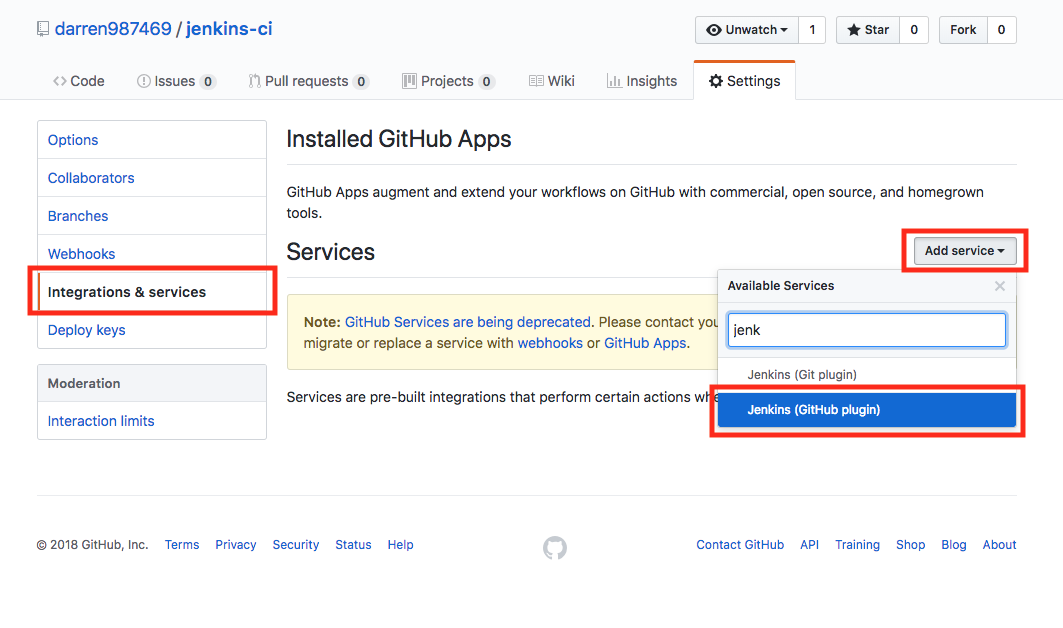 darren987469 / jenkins-ci
Unwatch 1 Star 0 Fork 0
Code Issues 0 Pull requests 0 Projects 0 Wiki Insights Settings
Options
Collaborators
Branches
Webhooks
Integrations & services
Deploy keys
Moderation
Interaction limits
Installed GitHub Apps
GitHub Apps augment and extend your workflows on GitHub with commercial, open source, and homegrown
tools.
Services
Add service
Note: GitHub Services are being deprecated. Please contact
migrate or replace a service with webhooks or GitHub Apps.
Services are pre-built integrations that perform certain actions
Available Services
jenk
Jenkins (Git plugin)
Jenkins (GitHub plugin)
© 2018 GitHub, Inc. Terms Privacy Security Status Help
Contact GitHub API Training Shop Blog About